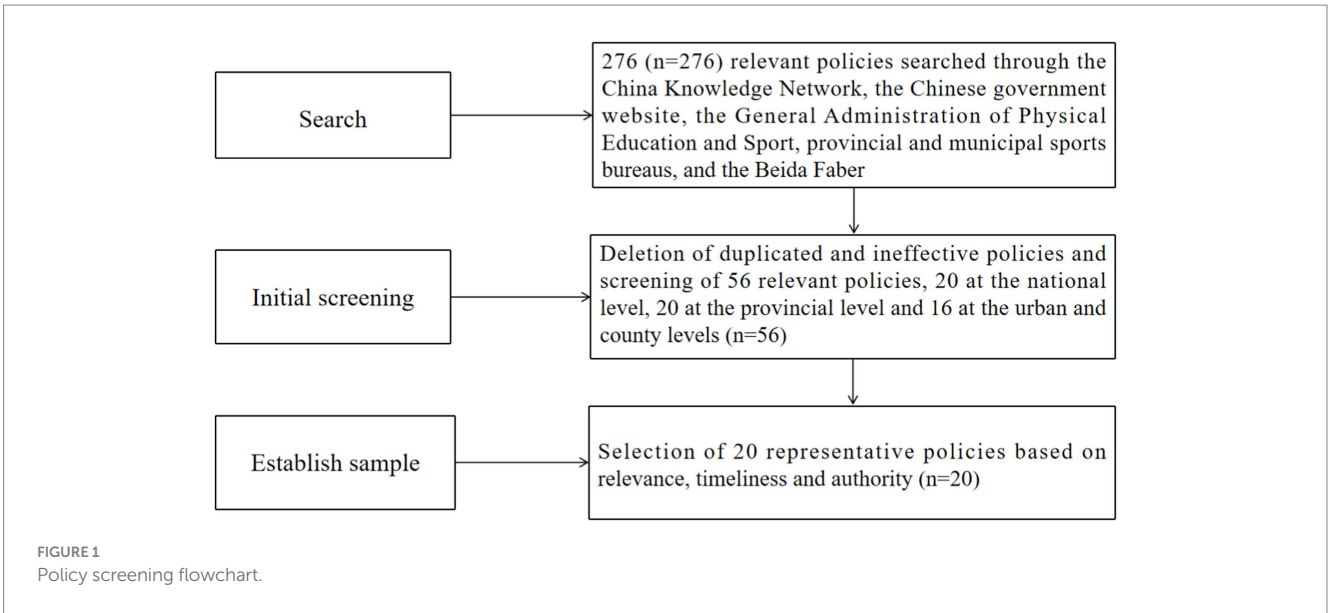 Search
276 (n=276) relevant policies searched through the
China Knowledge Network, the Chinese government
website, the General Administration of Physical
Education and Sport, provincial and municipal sports
bureaus, and the Beida Faber
Initial screening
Deletion of duplicated and ineffective policies and
screening of 56 relevant policies, 20 at the national
level, 20 at the provincial level and 16 at the urban and
county levels (n=56)
Establish sample
Selection of 20 representative policies based on
relevance, timeliness and authority (n=20)
FIGURE 1
Policy screening flowchart.